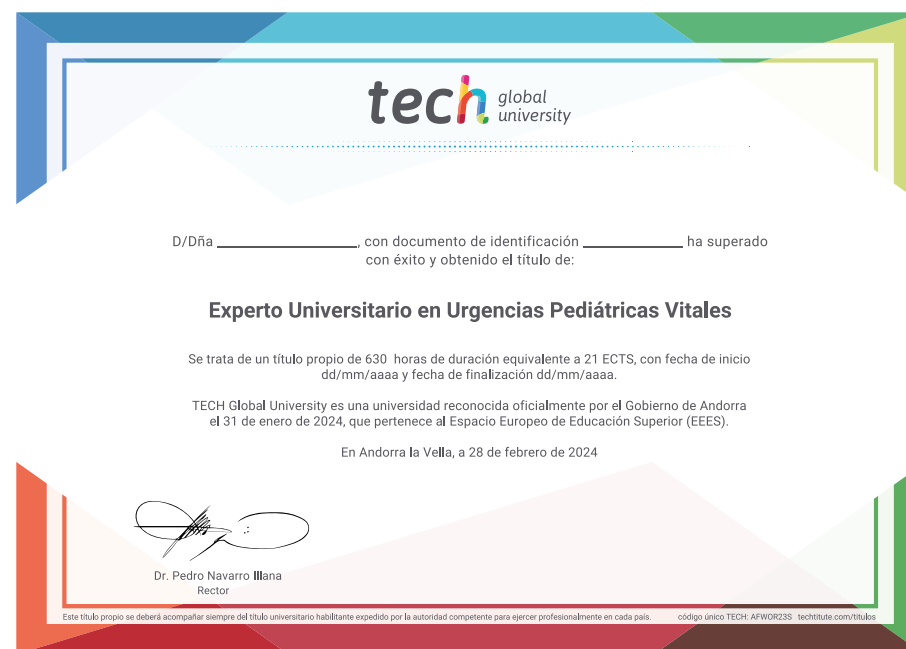 tech global university
D/Dña ____________, con documento de identificación ____________ ha superado
con éxito y obtenido el título de:
Experto Universitario en Urgencias Pediátricas Vitales
Se trata de un título propio de 630 horas de duración equivalente a 21 ECTS, con fecha de inicio
dd/mm/aaaa y fecha de finalización dd/mm/aaaa.
TECH Global University es una universidad reconocida oficialmente por el Gobierno de Andorra
el 31 de enero de 2024, que pertenece al Espacio Europeo de Educación Superior (EEES).
En Andorra la Vella, a 28 de febrero de 2024
Dr. Pedro Navarro Illana
Rector
Este título propio se deberá acompañar siempre del título universitario habilitante expedido por la autoridad competente para ejercer profesionalmente en cada país. código único TECH: AFWOR23S techtitute.com/titulos